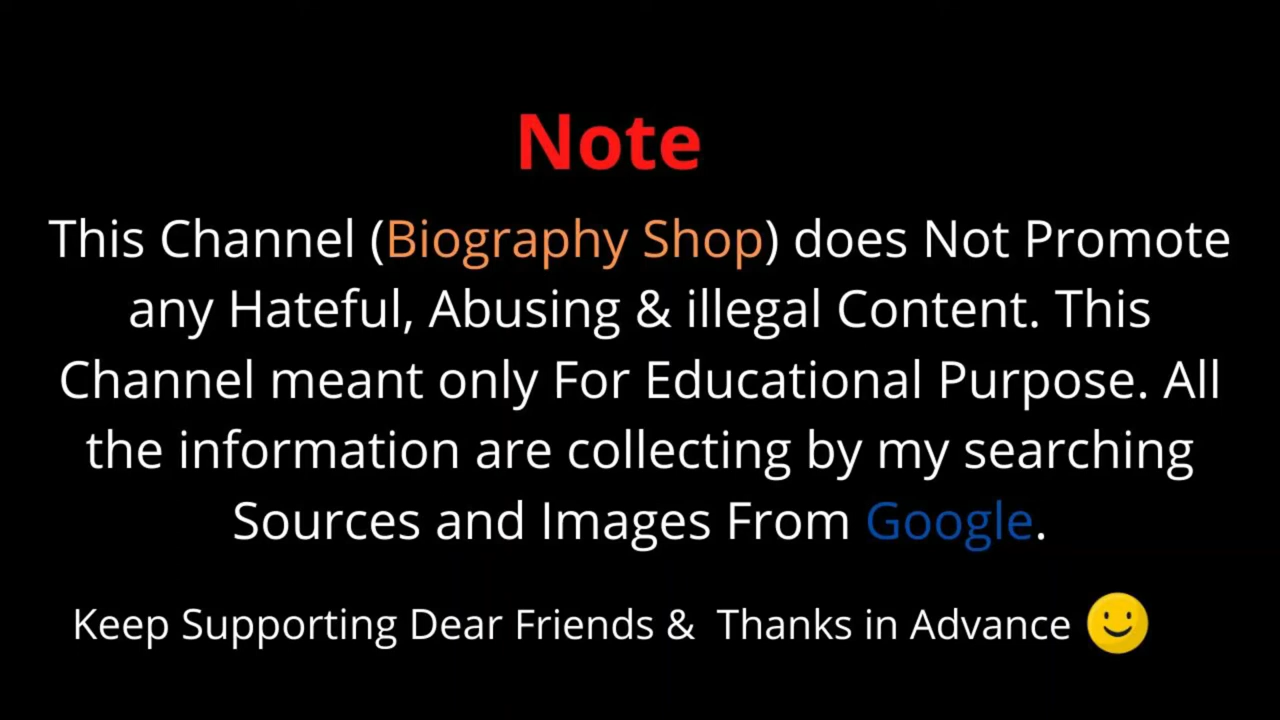 Note
This Channel (Biography Shop) does Not Promote
any Hateful, Abusing & illegal Content. This
Channel meant only For Educational Purpose. All
the information are collecting by my searching
Sources and Images From Google.
Keep Supporting Dear Friends & Thanks in Advance